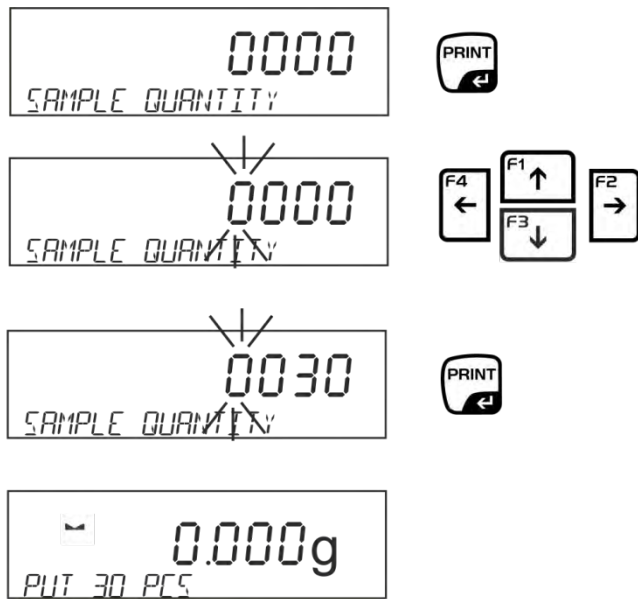 0000
PRINT
SAMPLE QUANTITY
0000
F1
F4
F2
F3
SAMPLE QUANTITY
0030
PRINT
SAMPLE QUANTITY
0.000g
PUT 30 PCS